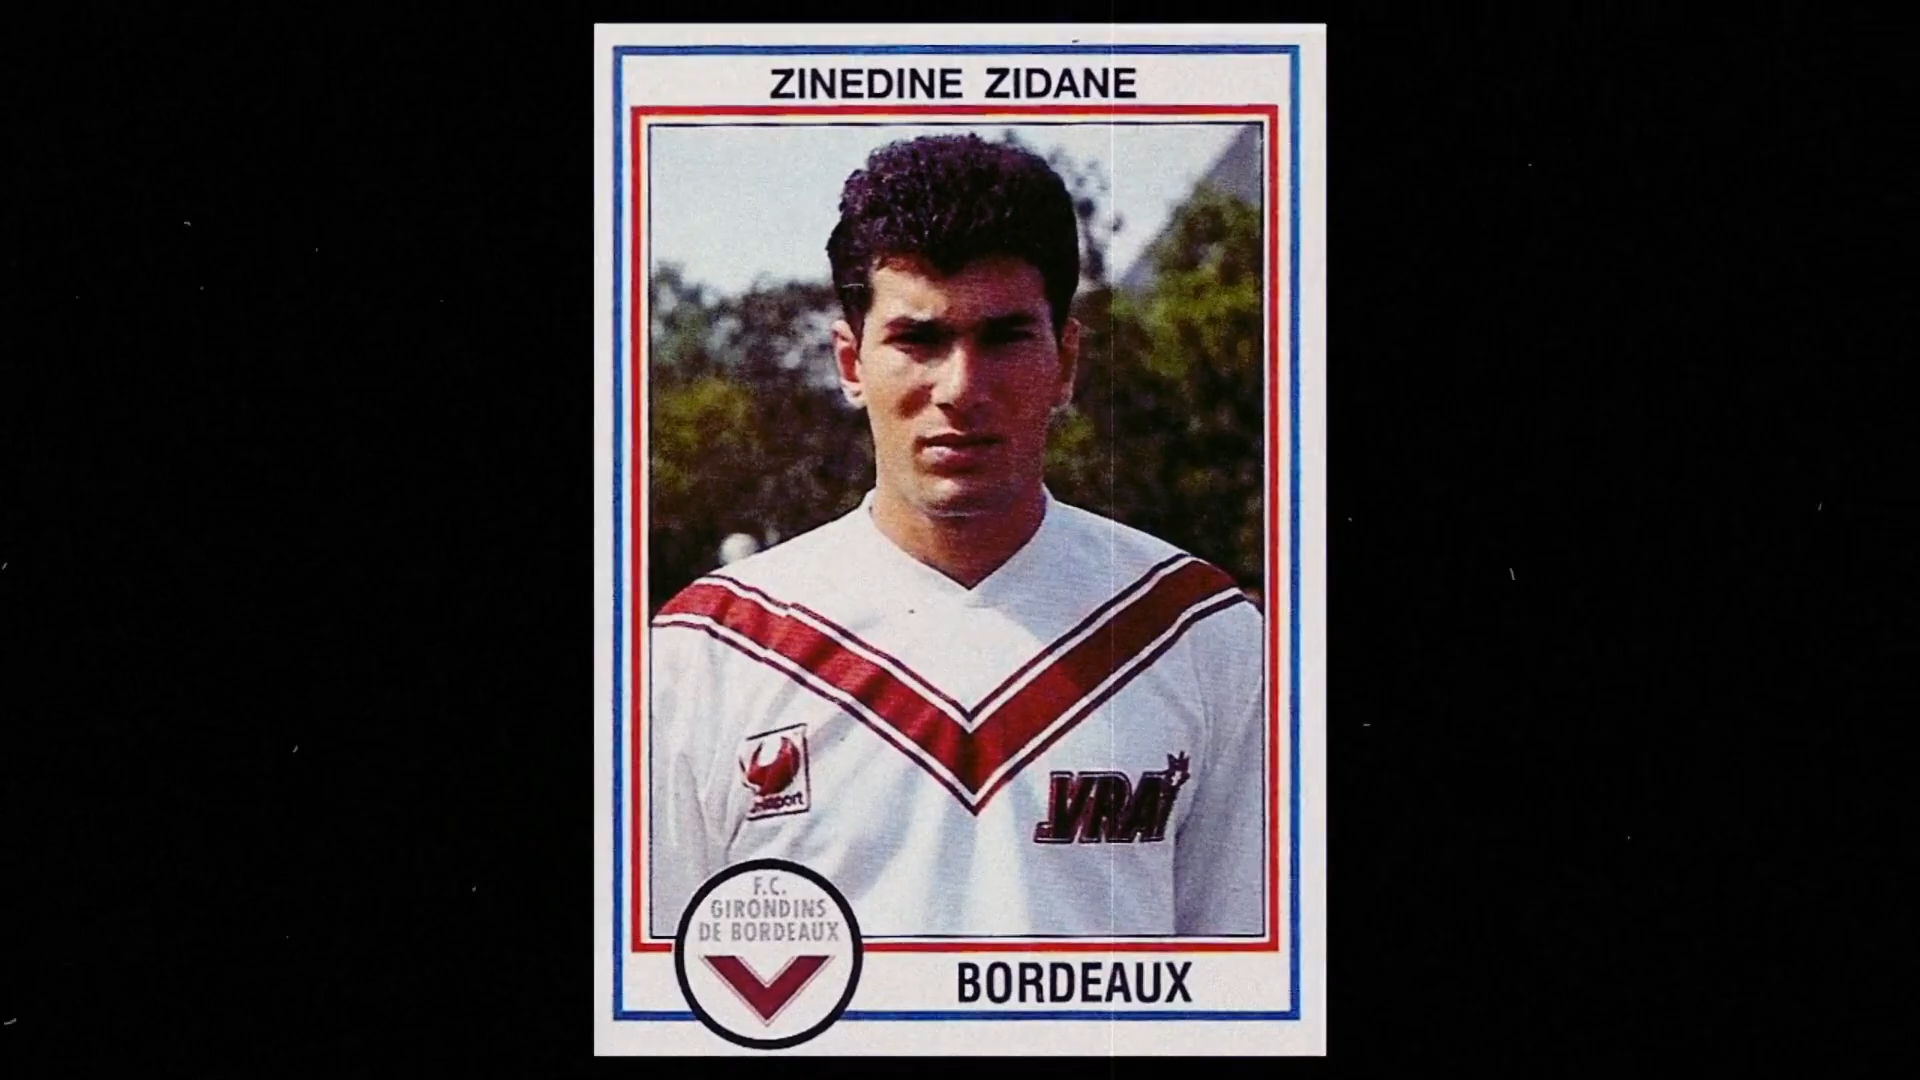 ZINEDINE ZIDANE
VRAI
F.C.
GIRONDINS
DE BORDEAUX
BORDEAUX